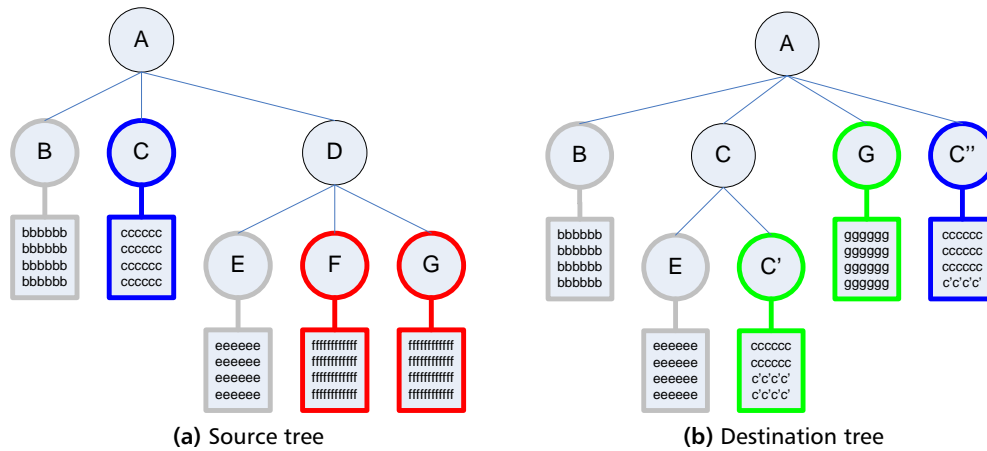 A
B
C
D
bbbbbb
bbbbbb
bbbbbb
bbbbbb
cccccc
cccccc
cccccc
cccccc
E
F
G
eeeeee
eeeeee
eeeeee
eeeeee
ffffffffffff
ffffffffffff
ffffffffffff
ffffffffffff
ffffffffffff
ffffffffffff
ffffffffffff
ffffffffffff
(a) Source tree
A
B
C
G
C''
bbbbbb
bbbbbb
bbbbbb
bbbbbb
gggggg
gggggg
gggggg
gggggg
cccccc
cccccc
cccccc
c'c'c'c'
E
C'
eeeeee
eeeeee
eeeeee
eeeeee
cccccc
cccccc
c'c'c'c'
c'c'c'c'
(b) Destination tree